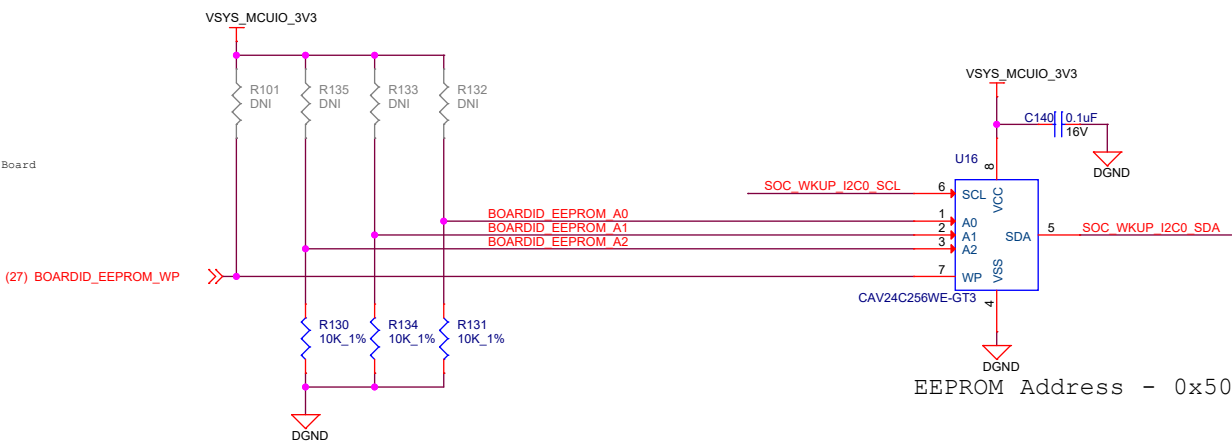 VSYS_MCUIO_3V3
R101
DNI
R135
DNI
R133
DNI
R132
DNI
VSYS_MCUIO_3V3
C140
0.1uF
16V
DGND
Board
U16
8
SOC_WKUP_I2C0_SCL
6
SCL
VCC
BOARDID_EEPROM_A0
1
A0
BOARDID_EEPROM_A1
2
A1
BOARDID_EEPROM_A2
3
A2
SDA
5
SOC_WKUP_I2C0_SDA
(27) BOARDID_EEPROM_WP
7
WP
VSS
CAV24C256WE-GT3
4
R130
10K_1%
R134
10K_1%
R131
10K_1%
DGND
EEPROM Address - 0x50
DGND